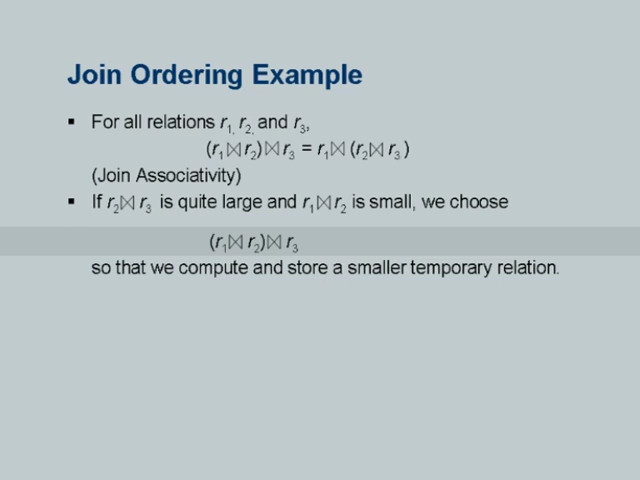 Join Ordering Example
▪ For all relations r₁, r₂, and r₃,
(r₁⋈r₂)⋈r₃ = r₁⋈(r₂⋈r₃)
(Join Associativity)
▪ If r₂⋈r₃ is quite large and r₁⋈r₂ is small, we choose
(r₁⋈r₂)⋈r₃
so that we compute and store a smaller temporary relation.